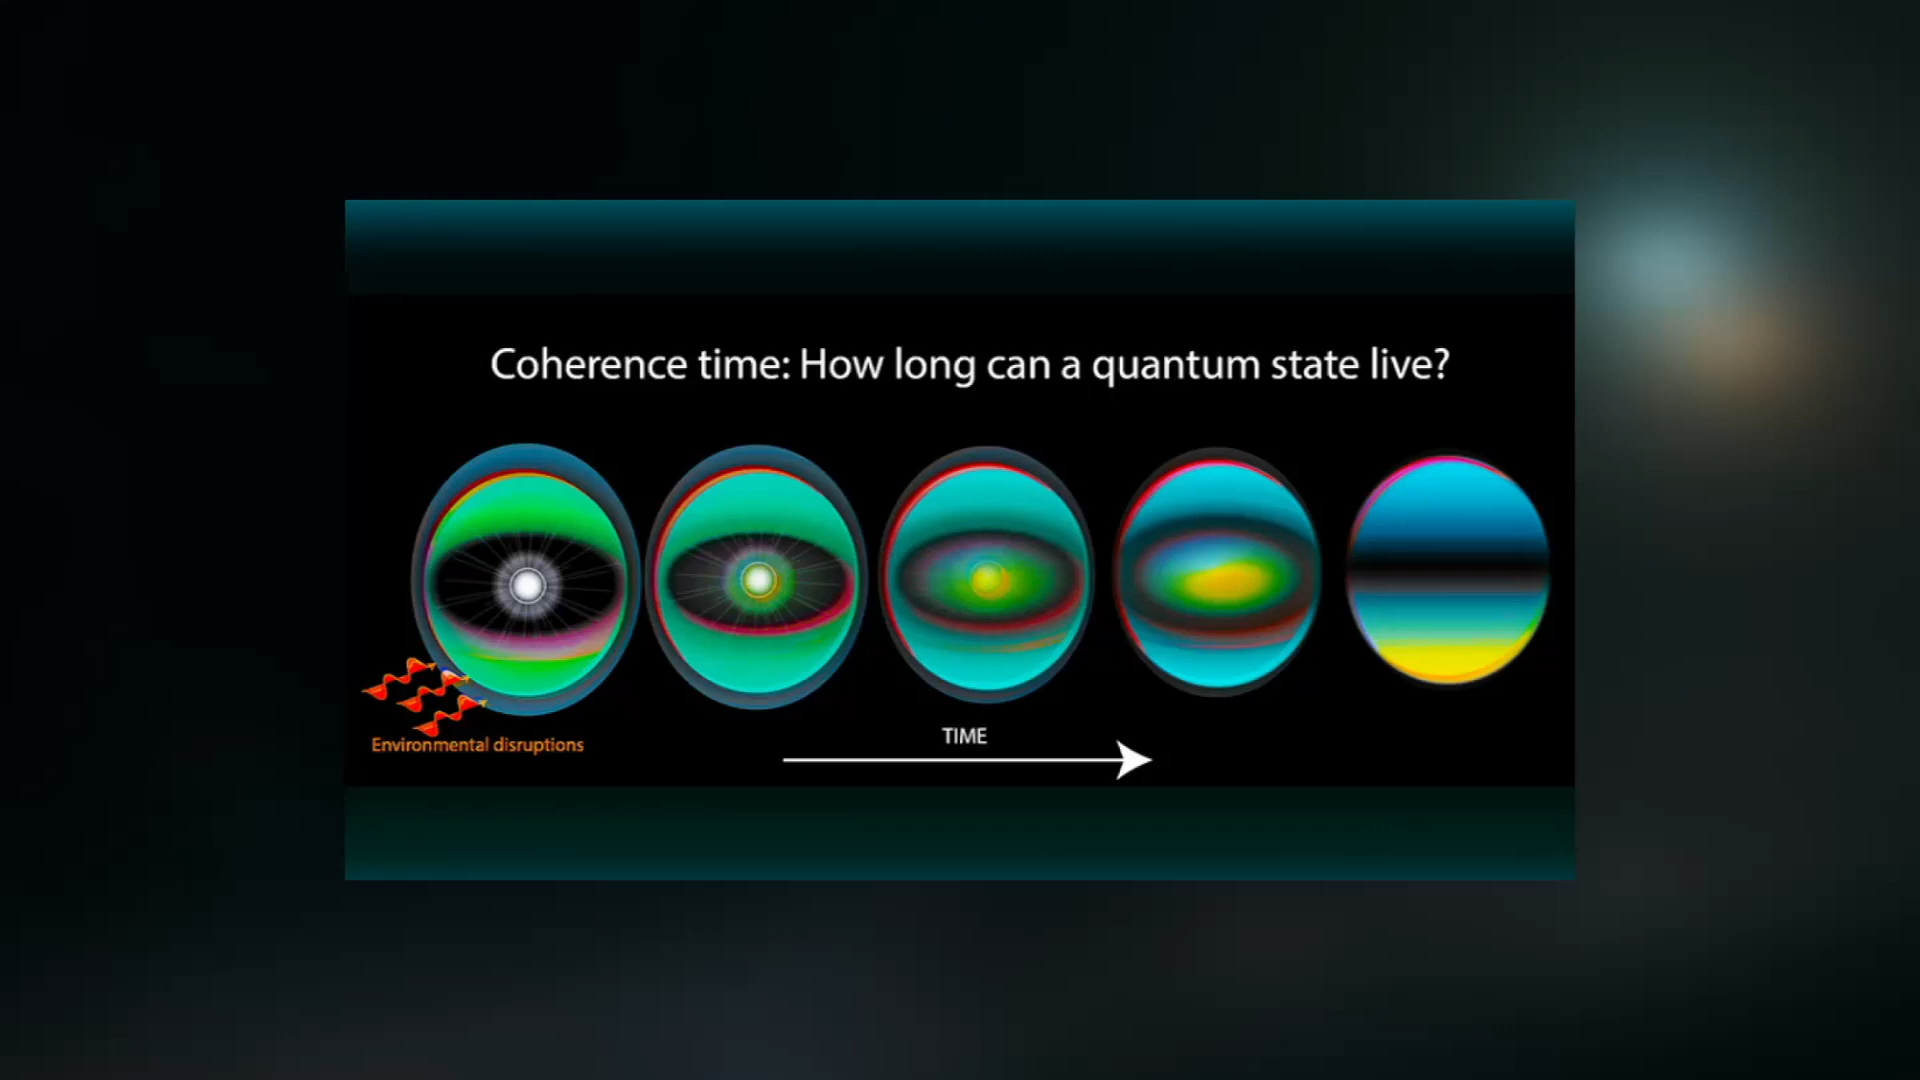 Coherence time: How long can a quantum state live?
Environmental disruptions
TIME